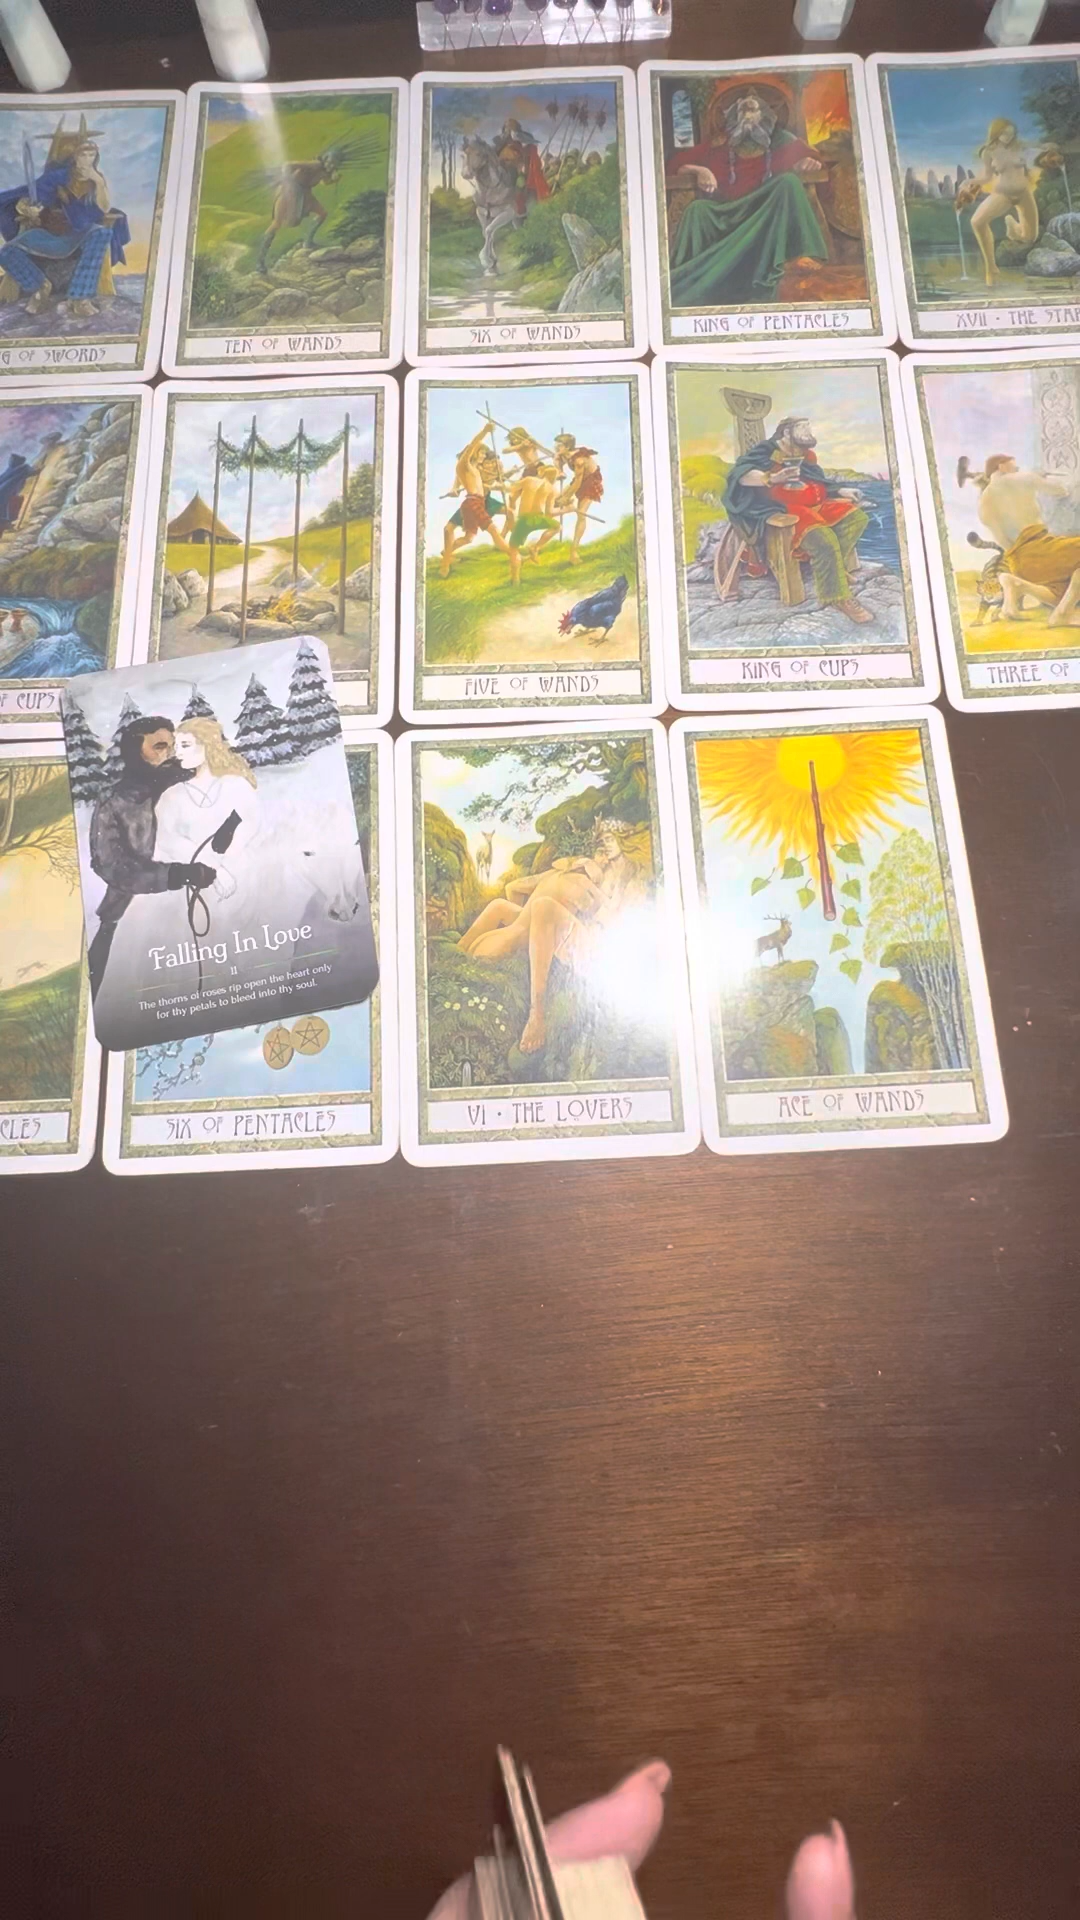 G OF SWORDS
TEN OF WANDS
SIX OF WANDS
KING OF PENTACLES
XVII • THE STAR
OF CUPS
FIVE OF WANDS
KING OF CUPS
THREE OF
Falling In Love
II
The thorns of roses rip open the heart only
for thy petals to bleed into thy soul.
CLES
SIX OF PENTACLES
VI • THE LOVERS
ACE OF WANDS